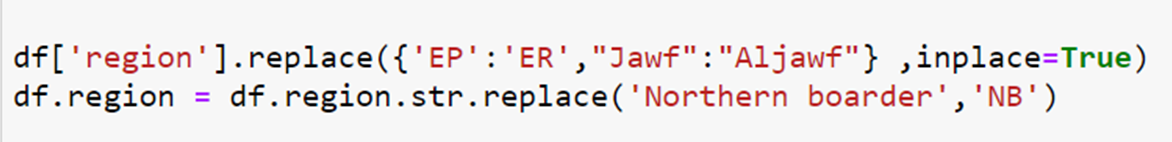 df['region'].replace({'EP':'ER',"Jawf":"Aljawf"} ,inplace=True)
df.region = df.region.str.replace('Northern boarder','NB')